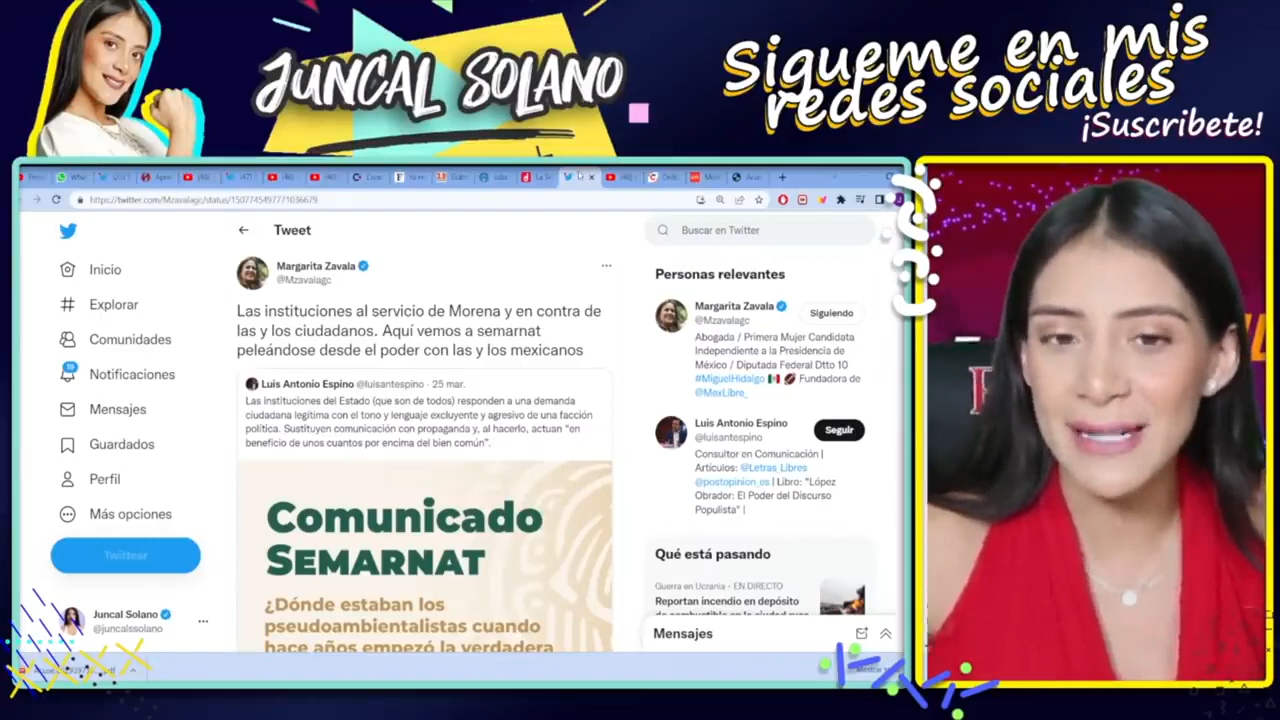 JUNCAL SOLANO
Sigueme en mis
redes sociales
¡Suscribete!
https://twitter.com/Mzavalagc/status/1507745497771036679
Tweet
Buscar en Twitter
Inicio
Explorar
Comunidades
19
Notificaciones
Mensajes
Guardados
Perfil
Más opciones
Twittear
Juncal Solano
@juncalssolano
Margarita Zavala
@Mzavalagc
Las instituciones al servicio de Morena y en contra de
las y los ciudadanos. Aquí vemos a semarnat
peleándose desde el poder con las y los mexicanos
Luis Antonio Espino @luisantespino · 25 mar.
Las instituciones del Estado (que son de todos) responden a una demanda
ciudadana legítima con el tono y lenguaje excluyente y agresivo de una facción
política. Sustituyen comunicación con propaganda y, al hacerlo, actuan "en
beneficio de unos cuantos por encima del bien común".
Comunicado
SEMARNAT
¿Dónde estaban los
pseudoambientalistas cuando
hace años empezó la verdadera
Personas relevantes
Margarita Zavala
@Mzavalagc
Siguiendo
Abogada / Primera Mujer Candidata
Independiente a la Presidencia de
México / Diputada Federal Dtto 10
#MiguelHidalgo Fundadora de
@MexLibre_
Luis Antonio Espino
@luisantespino
Seguir
Consultor en Comunicación |
Artículos: @Letras_Libres
@postopinion_es | Libro: "López
Obrador: El Poder del Discurso
Populista" |
Qué está pasando
Guerra en Ucrania · EN DIRECTO
Reportan incendio en depósito
Mensajes